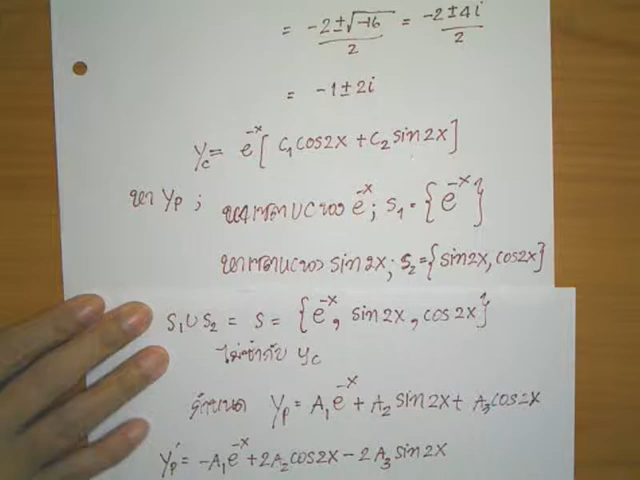 = -2±√-16 / 2 = -2±4i / 2
= -1±2i
y_c = e^{-x}[c₁cos2x + c₂sin2x]
หา y_p ; หาเซต UC ของ e^{-x}; S₁ = {e^{-x}}
หาเซต UC ของ sin2x; S₂ = {sin2x, cos2x}
S₁∪S₂ = S = {e^{-x}, sin2x, cos2x}
ไม่ซ้ำกับ y_c
กำหนด y_p = A₁e^{-x} + A₂sin2x + A₃cos2x
y_p' = -A₁e^{-x} + 2A₂cos2x - 2A₃sin2x